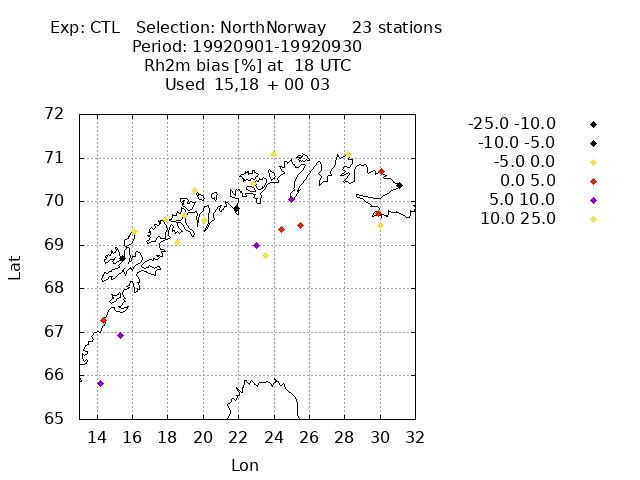 Exp: CTL Selection: NorthNorway 23 stations
Period: 19920901-19920930
Rh2m bias [%] at 18 UTC
Used 15,18 + 00 03
72
71
70
69
68
67
66
65
Lat
14 16 18 20 22 24 26 28 30 32
Lon
-25.0 -10.0
-10.0 -5.0
-5.0 0.0
0.0 5.0
5.0 10.0
10.0 25.0